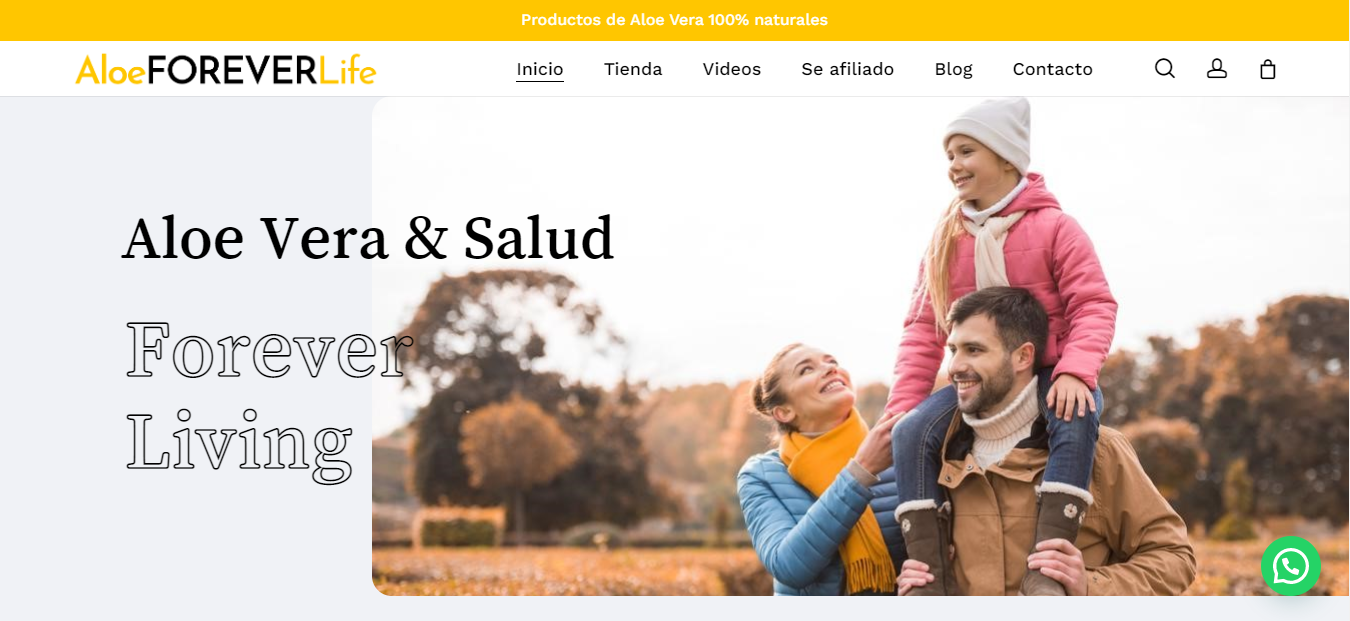 Productos de Aloe Vera 100% naturales
AloeFOREVERLife
Inicio Tienda Videos Se afiliado Blog Contacto
Aloe Vera & Salud
Forever
Living